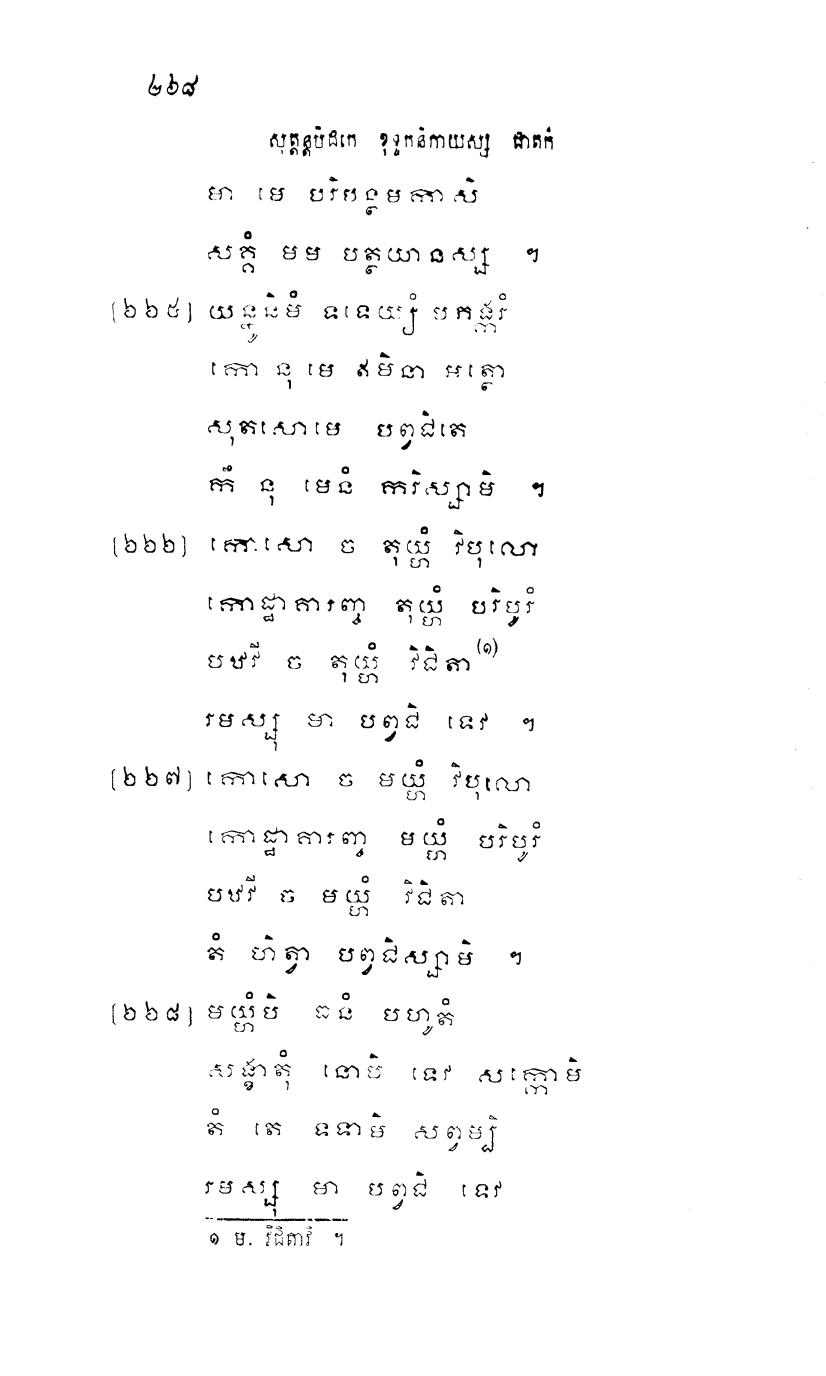 ២៦៨
សុត្តន្តបិដកេ ខុទ្ទកនិកាយស្ស ជាតកំ
មា មេ បរិបន្ថមកាសិ
សគ្គំ មម បត្ថយានស្ស ។
[៦៦៥] យន្នូនិមំ ទទេយ្យំ បភង្ករំ
កោ នុ មេ ឥមិនា អត្ថោ
សុតសោមេ បព្វជិតេ
កឹ នុ មេនំ ករិស្សាមិ ។
[៦៦៦] កោសោ ច តុយ្ហំ វិបុលោ
កោដ្ឋាគារញ្ច តុយ្ហំ បរិបូរំ
បឋវី ច តុយ្ហំ វិជិតា(១)
រមស្សុ មា បព្វជិ ទេវ ។
[៦៦៧] កោសោ ច មយ្ហំ វិបុលោ
កោដ្ឋាគារញ្ច មយ្ហំ បរិបូរំ
បឋវី ច មយ្ហំ វិជិតា
តំ ហិត្វា បព្វជិស្សាមិ ។
[៦៦៨] មយ្ហំបិ ធនំ បហូតំ
សង្ខាតុំ នោបិ ទេវ សក្កោមិ
តំ តេ ទទាមិ សព្វម្បិ
រមស្សុ មា បព្វជិ ទេវ
១ ម. វិជិតាវី ។